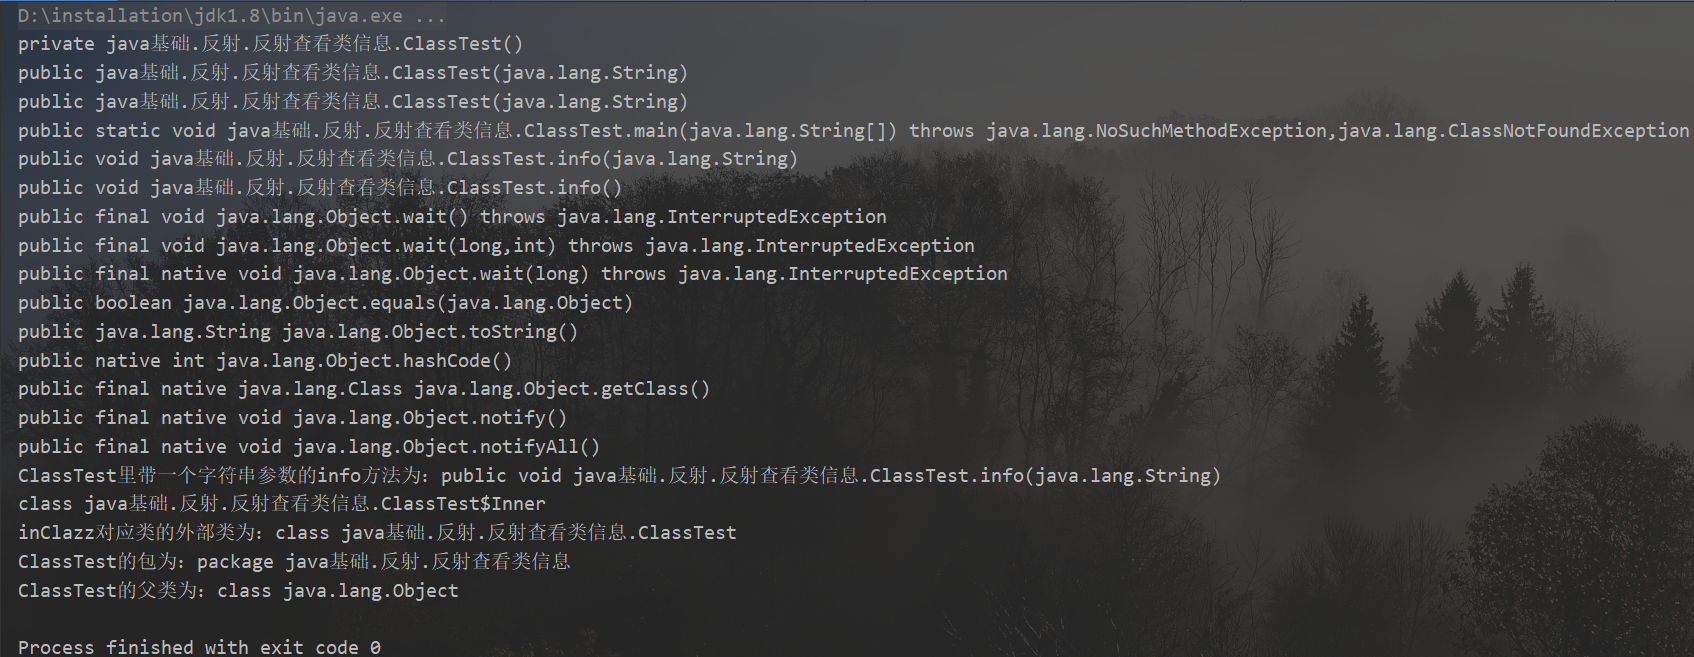 D:\installation\jdk1.8\bin\java.exe ...
private java基础.反射.反射查看类信息.ClassTest()
public java基础.反射.反射查看类信息.ClassTest(java.lang.String)
public java基础.反射.反射查看类信息.ClassTest(java.lang.String)
public static void java基础.反射.反射查看类信息.ClassTest.main(java.lang.String[]) throws java.lang.NoSuchMethodException,java.lang.ClassNotFoundException
public void java基础.反射.反射查看类信息.ClassTest.info(java.lang.String)
public void java基础.反射.反射查看类信息.ClassTest.info()
public final void java.lang.Object.wait() throws java.lang.InterruptedException
public final void java.lang.Object.wait(long,int) throws java.lang.InterruptedException
public final native void java.lang.Object.wait(long) throws java.lang.InterruptedException
public boolean java.lang.Object.equals(java.lang.Object)
public java.lang.String java.lang.Object.toString()
public native int java.lang.Object.hashCode()
public final native java.lang.Class java.lang.Object.getClass()
public final native void java.lang.Object.notify()
public final native void java.lang.Object.notifyAll()
ClassTest里带一个字符串参数的info方法为：public void java基础.反射.反射查看类信息.ClassTest.info(java.lang.String)
class java基础.反射.反射查看类信息.ClassTest$Inner
inClazz对应类的外部类为：class java基础.反射.反射查看类信息.ClassTest
ClassTest的包为：package java基础.反射.反射查看类信息
ClassTest的父类为：class java.lang.Object
Process finished with exit code 0